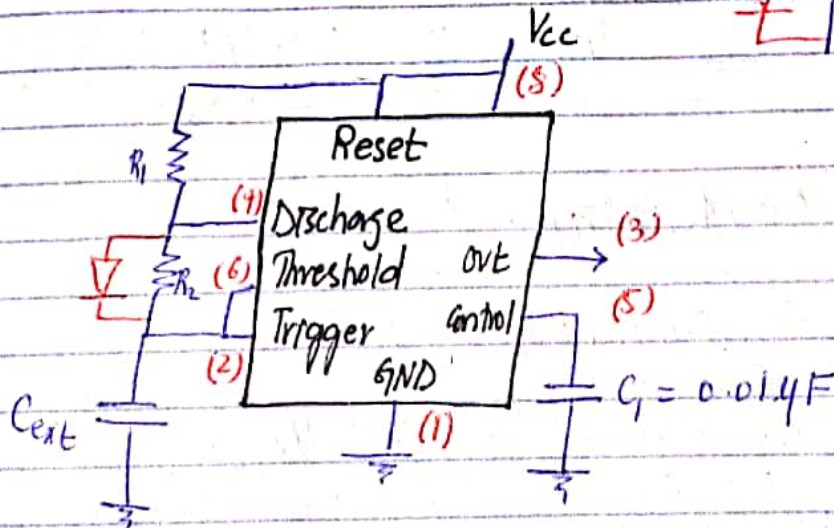 Vcc
(8)
Reset
R1
(7)
Discharge
(3)
(6)
Threshold
out
R2
(5)
Trigger
Control
(2)
GND
C1 = 0.01μF
Cext
(1)